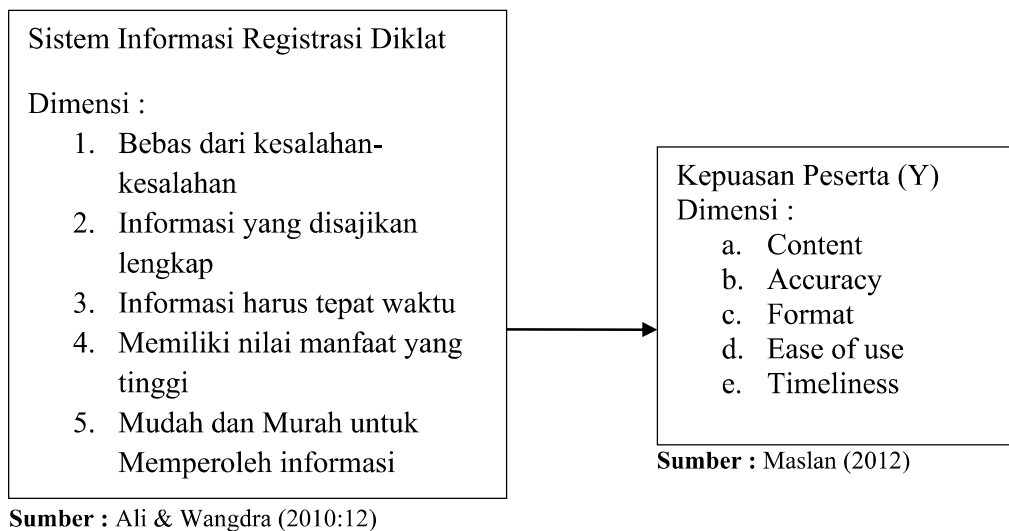 Sistem Informasi Registrasi Diklat
Dimensi :
1. Bebas dari kesalahan-
kesalahan
2. Informasi yang disajikan
lengkap
3. Informasi harus tepat waktu
4. Memiliki nilai manfaat yang
tinggi
5. Mudah dan Murah untuk
Memperoleh informasi
Sumber : Ali & Wangdra (2010:12)
Kepuasan Peserta (Y)
Dimensi :
a. Content
b. Accuracy
c. Format
d. Ease of use
e. Timeliness
Sumber : Maslan (2012)